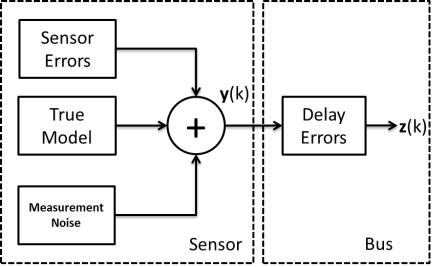 Sensor
Errors
True
Model
Measurement
Noise
+
y(k)
Sensor
Delay
Errors
z(k)
Bus